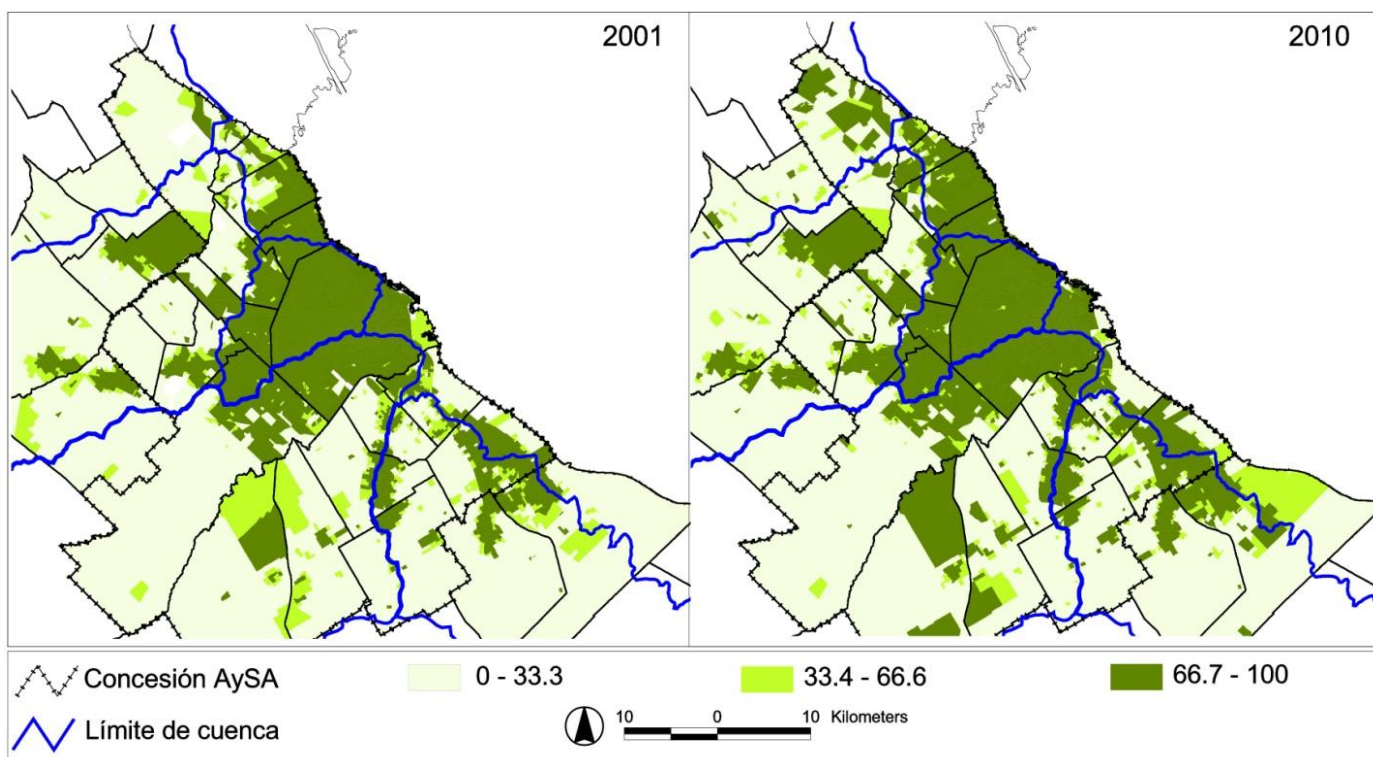 2001
2010
Concesión AySA
0 - 33.3
33.4 - 66.6
66.7 - 100
Límite de cuenca
10 0 10 Kilometers